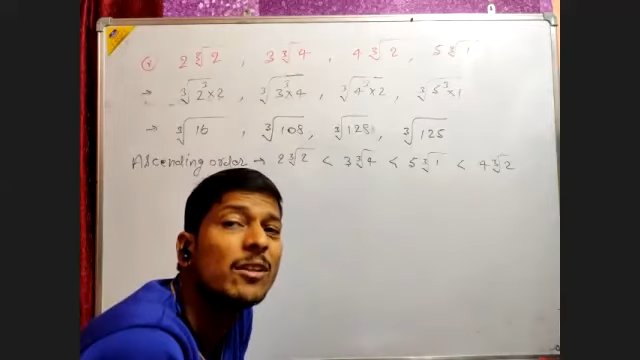 (*) 2∛2 , 3∛4 , 4∛2 , 5∛1
→ ∛(2³×2) , ∛(3³×4) , ∛(4³×2) , ∛(5³×1)
→ ∛16 , ∛108 , ∛128 , ∛125
Ascending order → 2∛2 < 3∛4 < 5∛1 < 4∛2